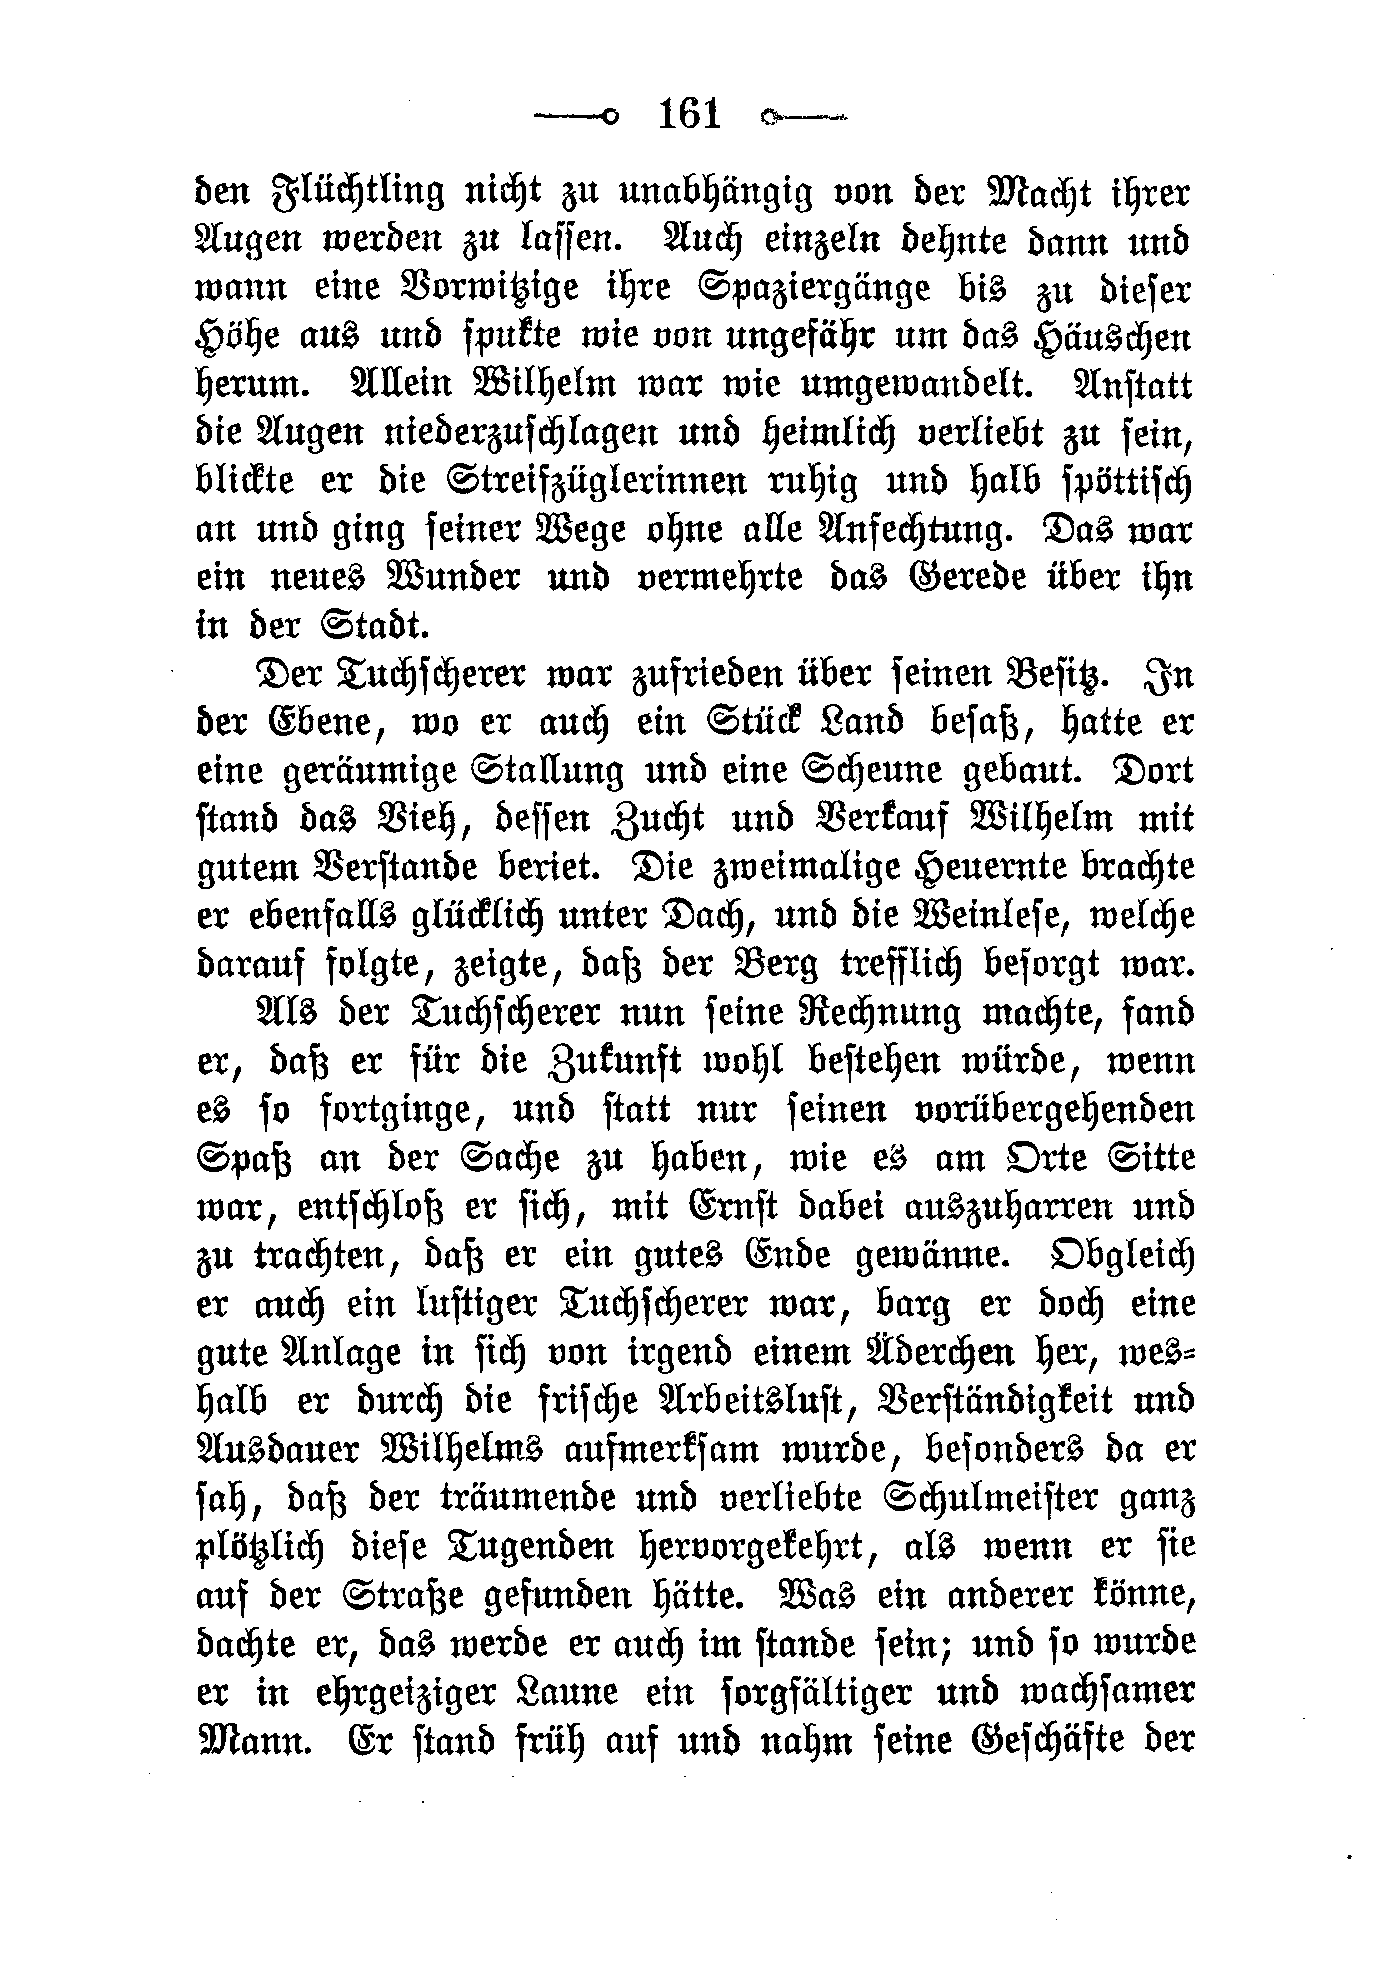 161
den Flüchtling nicht zu unabhängig von der Macht ihrer
Augen werden zu lassen. Auch einzeln dehnte dann und
wann eine Vorwitzige ihre Spaziergänge bis zu dieser
Höhe aus und spukte wie von ungefähr um das Häuschen
herum. Allein Wilhelm war wie umgewandelt. Anstatt
die Augen niederzuschlagen und heimlich verliebt zu sein,
blickte er die Streifzüglerinnen ruhig und halb spöttisch
an und ging seiner Wege ohne alle Anfechtung. Das war
ein neues Wunder und vermehrte das Gerede über ihn
in der Stadt.
Der Tuchscherer war zufrieden über seinen Besitz. In
der Ebene, wo er auch ein Stück Land besaß, hatte er
eine geräumige Stallung und eine Scheune gebaut. Dort
stand das Vieh, dessen Zucht und Verkauf Wilhelm mit
gutem Verstande beriet. Die zweimalige Heuernte brachte
er ebenfalls glücklich unter Dach, und die Weinlese, welche
darauf folgte, zeigte, daß der Berg trefflich besorgt war.
Als der Tuchscherer nun seine Rechnung machte, fand
er, daß er für die Zukunft wohl bestehen würde, wenn
es so fortginge, und statt nur seinen vorübergehenden
Spaß an der Sache zu haben, wie es am Orte Sitte
war, entschloß er sich, mit Ernst dabei auszuharren und
zu trachten, daß er ein gutes Ende gewänne. Obgleich
er auch ein lustiger Tuchscherer war, barg er doch eine
gute Anlage in sich von irgend einem Äderchen her, wes-
halb er durch die frische Arbeitslust, Verständigkeit und
Ausdauer Wilhelms aufmerksam wurde, besonders da er
sah, daß der träumende und verliebte Schulmeister ganz
plötzlich diese Tugenden hervorgekehrt, als wenn er sie
auf der Straße gefunden hätte. Was ein anderer könne,
dachte er, das werde er auch im stande sein; und so wurde
er in ehrgeiziger Laune ein sorgfältiger und wachsamer
Mann. Er stand früh auf und nahm seine Geschäfte der